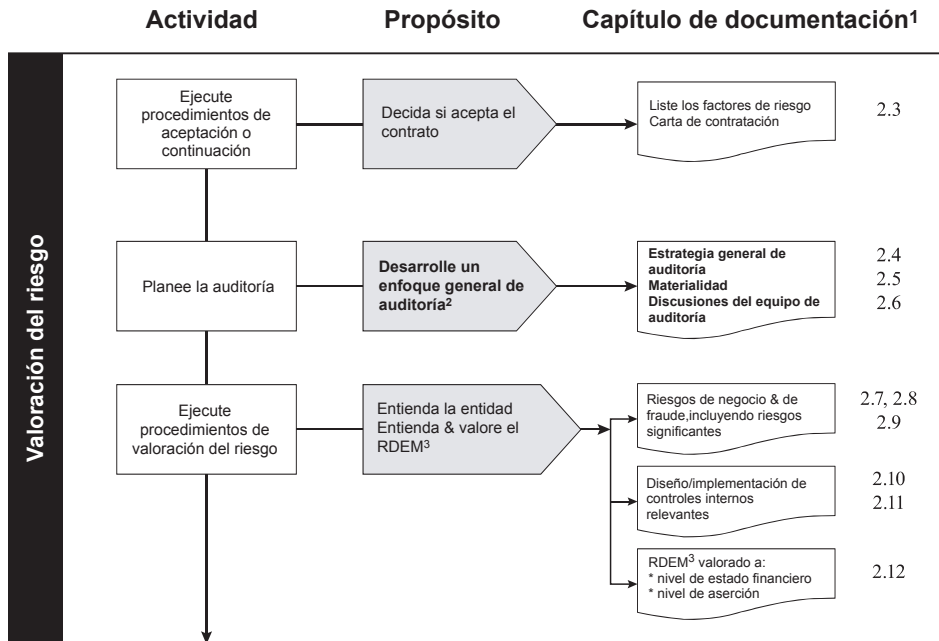 Actividad
Propósito
Capítulo de documentación¹
Valoración del riesgo
Ejecute
procedimientos de
aceptación o
continuación
Decida si acepta el
contrato
Liste los factores de riesgo
Carta de contratación
2.3
Planee la auditoría
Desarrolle un
enfoque general de
auditoría²
Estrategia general de
auditoría
Materialidad
Discusiones del equipo de
auditoría
2.4
2.5
2.6
Ejecute
procedimientos de
valoración del riesgo
Entienda la entidad
Entienda & valore el
RDEM³
Riesgos de negocio & de
fraude,incluyendo riesgos
significantes
2.7, 2.8
2.9
Diseño/implementación de
controles internos
relevantes
2.10
2.11
RDEM³ valorado a:
* nivel de estado financiero
* nivel de aserción
2.12